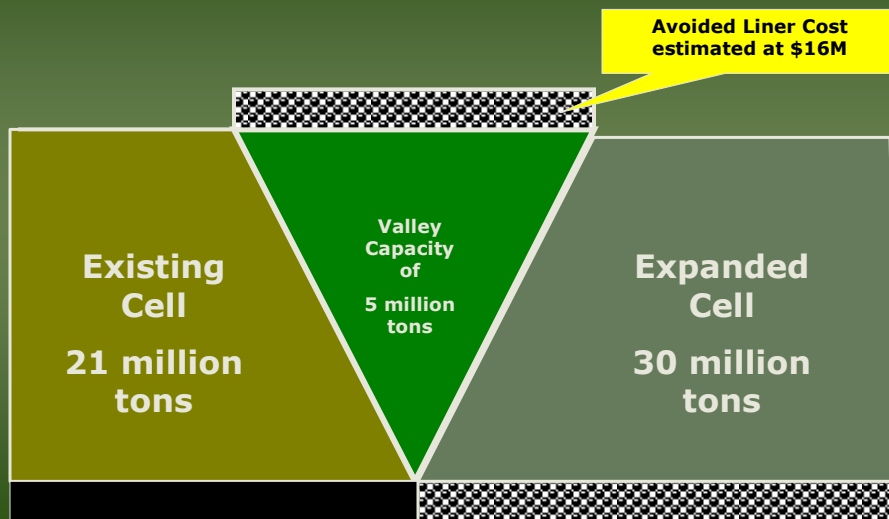 Avoided Liner Cost
estimated at $16M
Valley
Capacity
of
5 million
tons
Existing
Cell
21 million
tons
Expanded
Cell
30 million
tons